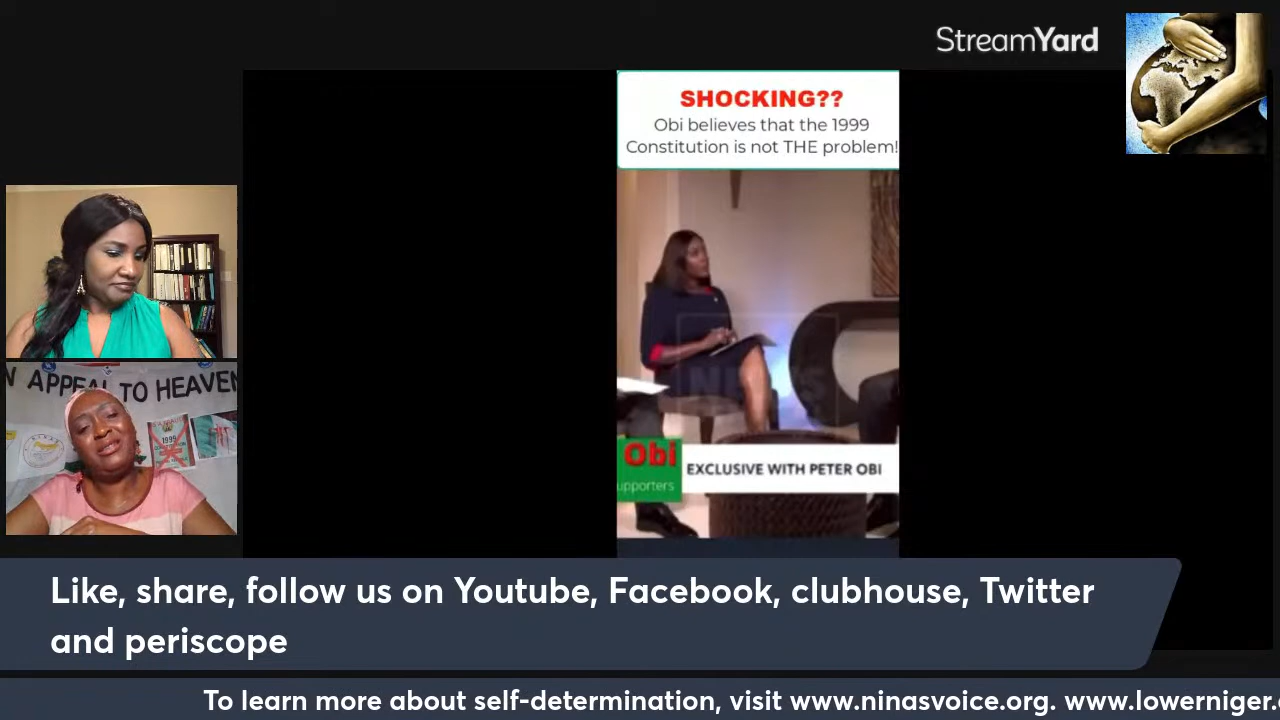 StreamYard
SHOCKING??
Obi believes that the 1999
Constitution is not THE problem!
AN APPEAL TO HEAVEN
1999
Obi
upporters
EXCLUSIVE WITH PETER OBI
Like, share, follow us on Youtube, Facebook, clubhouse, Twitter
and periscope
To learn more about self-determination, visit www.ninasvoice.org. www.lowerniger.